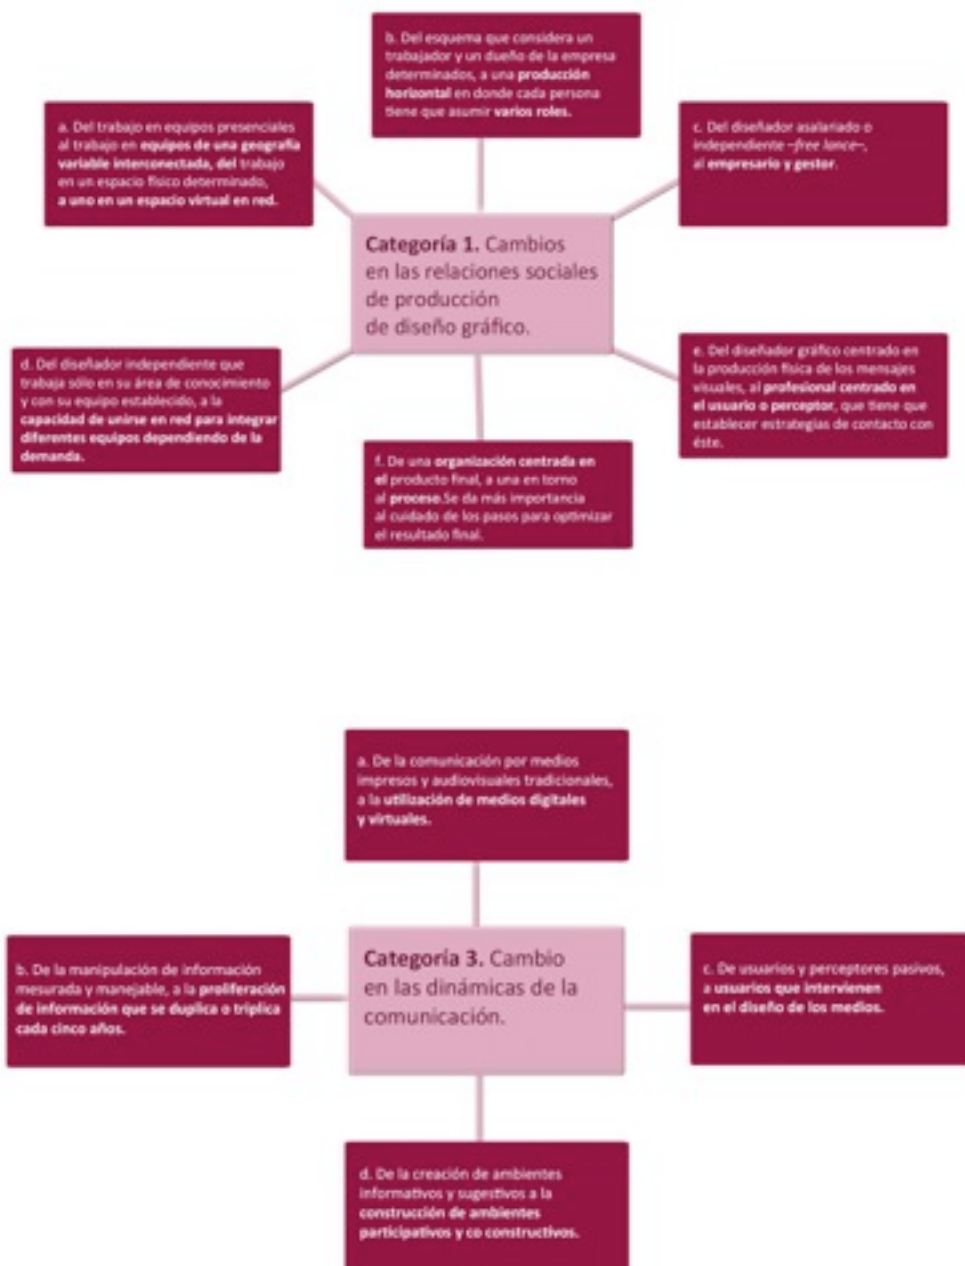 b. Del esquema que considera un
trabajador y un dueño de la empresa
determinados, a una producción
horizontal en donde cada persona
tiene que asumir varios roles.
a. Del trabajo en equipos presenciales
al trabajo en equipos de una geografía
variable interconectada, del trabajo
en un espacio físico determinado,
a uno en un espacio virtual en red.
c. Del diseñador asalariado o
independiente –free lance–,
al empresario y gestor.
Categoría 1. Cambios
en las relaciones sociales
de producción
de diseño gráfico.
d. Del diseñador independiente que
trabaja sólo en su área de conocimiento
y con su equipo establecido, a la
capacidad de unirse en red para integrar
diferentes equipos dependiendo de la
demanda.
e. Del diseñador gráfico centrado en
la producción física de los mensajes
visuales, al profesional centrado en
el usuario o perceptor, que tiene que
establecer estrategias de contacto con
éste.
f. De una organización centrada en
el producto final, a una en torno
al proceso.Se da más importancia
al cuidado de los pasos para optimizar
el resultado final.
a. De la comunicación por medios
impresos y audiovisuales tradicionales,
a la utilización de medios digitales
y virtuales.
b. De la manipulación de información
mesurada y manejable, a la proliferación
de información que se duplica o triplica
cada cinco años.
Categoría 3. Cambio
en las dinámicas de la
comunicación.
c. De usuarios y perceptores pasivos,
a usuarios que intervienen
en el diseño de los medios.
d. De la creación de ambientes
informativos y sugestivos a la
construcción de ambientes
participativos y co constructivos.